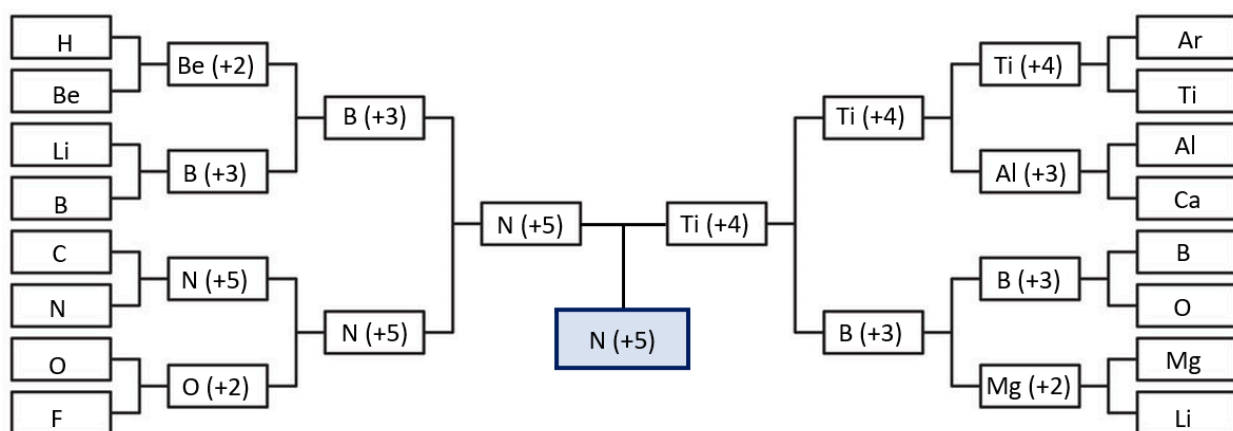 H
Be
Li
B
C
N
O
F
Be (+2)
B (+3)
N (+5)
O (+2)
B (+3)
N (+5)
N (+5)
N (+5)
Ti (+4)
Ti (+4)
B (+3)
Ti (+4)
Al (+3)
B (+3)
Mg (+2)
Ar
Ti
Al
Ca
B
O
Mg
Li